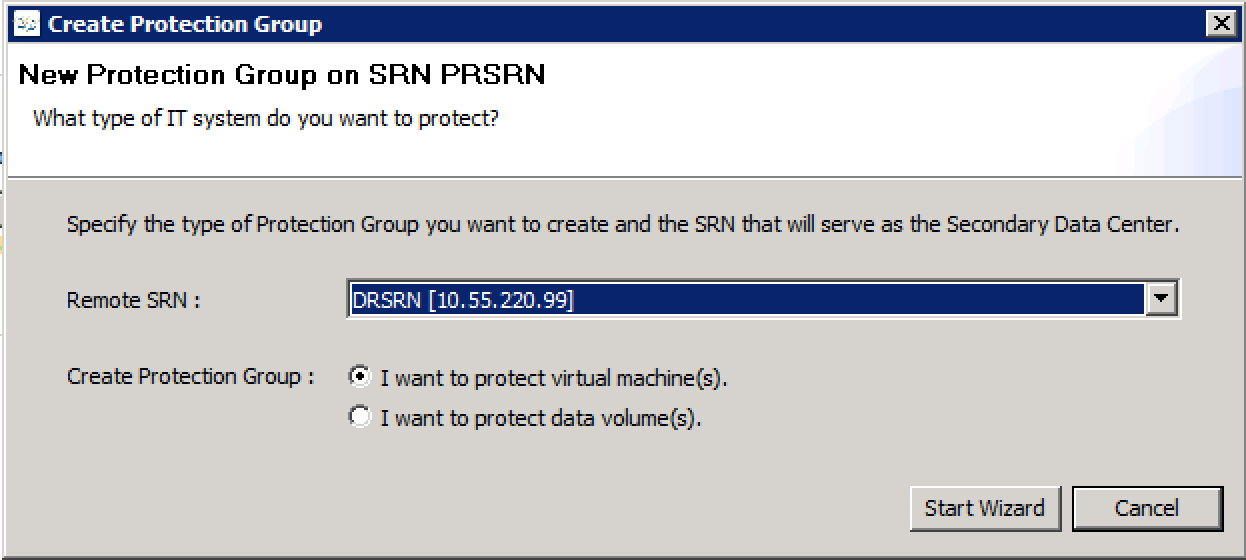 Create Protection Group
New Protection Group on SRN PRSRN
What type of IT system do you want to protect?
Specify the type of Protection Group you want to create and the SRN that will serve as the Secondary Data Center.
Remote SRN : DRSRN [10.55.220.99]
Create Protection Group : I want to protect virtual machine(s).
I want to protect data volume(s).
Start Wizard Cancel